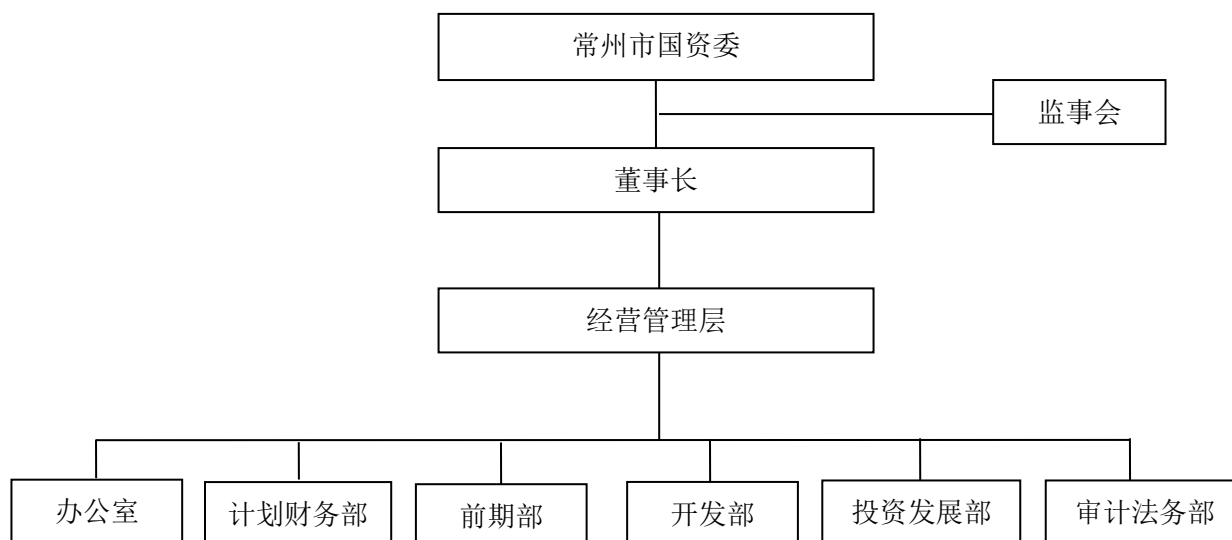 常州市国资委
监事会
董事长
经营管理层
办公室
计划财务部
前期部
开发部
投资发展部
审计法务部